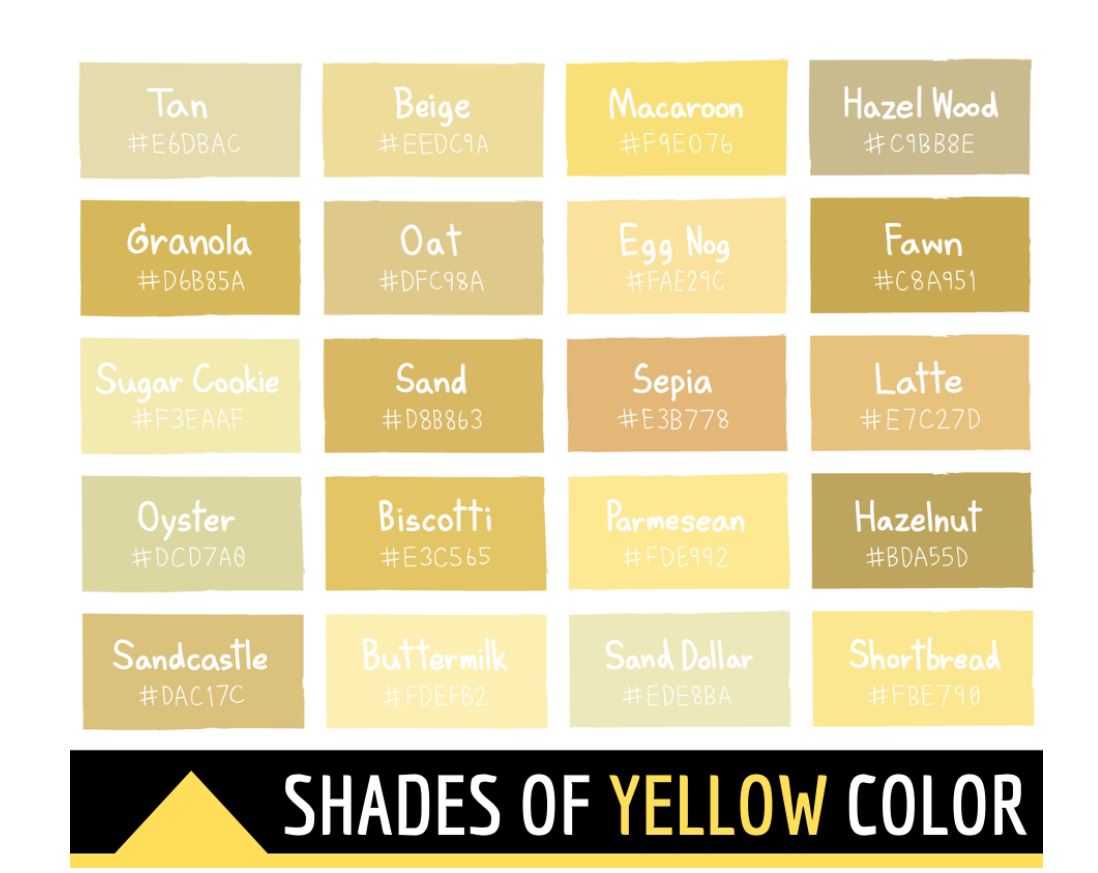 Tan
#E6DBAC
Beige
#EEDC9A
Macaroon
#F9E076
Hazel Wood
#C9BB8E
Granola
#D6B85A
Oat
#DFC98A
Egg Nog
#FAE29C
Fawn
#C8A951
Sugar Cookie
#F3EAAF
Sand
#D8B863
Sepia
#E3B778
Latte
#E7C27D
Oyster
#DCD7A0
Biscotti
#E3C565
Parmesean
#FDE992
Hazelnut
#BDA55D
Sandcastle
#DAC17C
Buttermilk
#FDEFB2
Sand Dollar
#EDE8BA
Shortbread
#FBE790
SHADES OF YELLOW COLOR